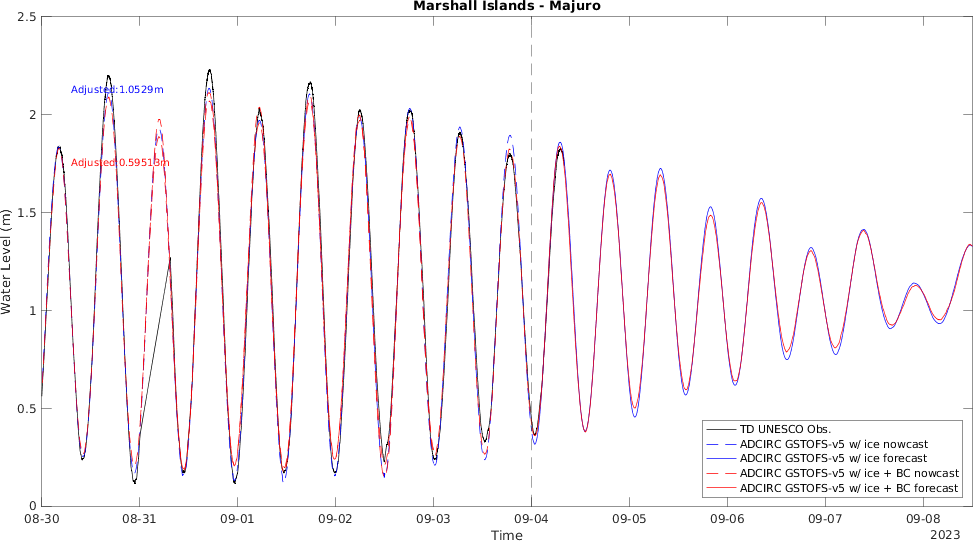 Marshall Islands - Majuro
2.5
2
1.5
1
0.5
0
Water Level (m)
Adjusted:1.0529m
Adjusted:0.59513m
TD UNESCO Obs.
ADCIRC GSTOFS-v5 w/ ice nowcast
ADCIRC GSTOFS-v5 w/ ice forecast
ADCIRC GSTOFS-v5 w/ ice + BC nowcast
ADCIRC GSTOFS-v5 w/ ice + BC forecast
08-30 08-31 09-01 09-02 09-03 09-04 09-05 09-06 09-07 09-08
Time
2023